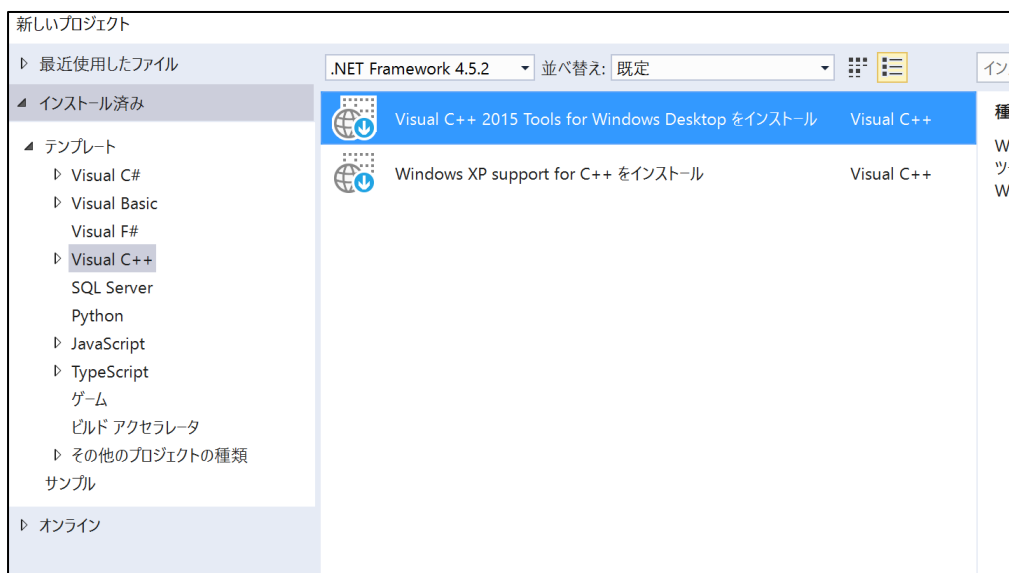 新しいプロジェクト
最近使用したファイル
インストール済み
テンプレート
Visual C#
Visual Basic
Visual F#
Visual C++
SQL Server
Python
JavaScript
TypeScript
ゲーム
ビルド アクセラレータ
その他のプロジェクトの種類
サンプル
オンライン
.NET Framework 4.5.2 並べ替え: 既定
Visual C++ 2015 Tools for Windows Desktop をインストール Visual C++
Windows XP support for C++ をインストール Visual C++
イン
種
W
ツ
W